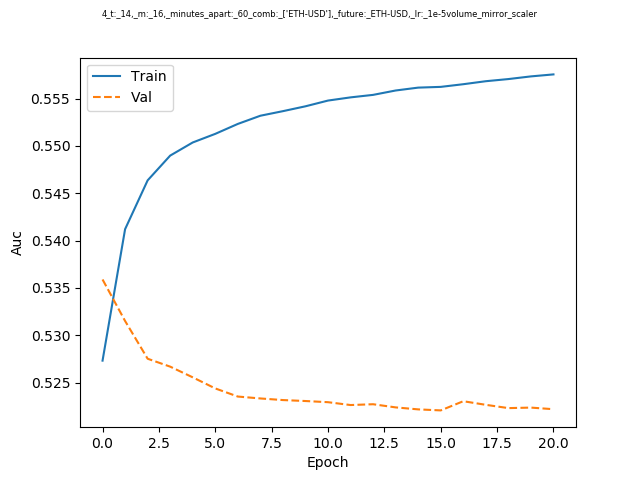 4_t:_14,_m:_16,_minutes_apart:_60_comb:_['ETH-USD'],_future:_ETH-USD,_lr:_1e-5volume_mirror_scaler
Train
Val
0.555
0.550
0.545
0.540
0.535
0.530
0.525
Auc
0.0 2.5 5.0 7.5 10.0 12.5 15.0 17.5 20.0
Epoch